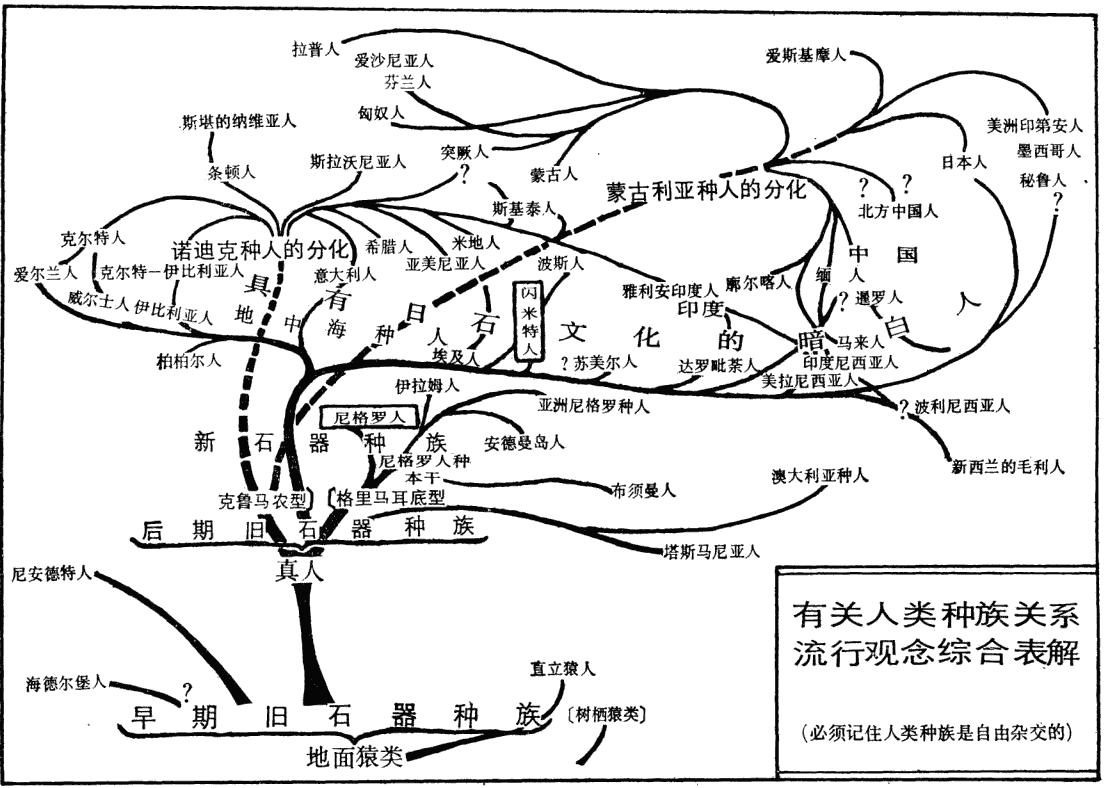 拉普人
爱沙尼亚人
芬兰人
匈奴人
爱斯基摩人
斯堪的纳维亚人
条顿人
斯拉沃尼亚人
突厥人
?
蒙古人
美洲印第安人
墨西哥人
秘鲁人
?
日本人
蒙古利亚种人的分化
? ?
北方中国人
斯基泰人
克尔特人
诺迪克种人的分化
希腊人
米地人
亚美尼亚人
波斯人
中国人
爱尔兰人
克尔特－伊比利亚人
意大利人
威尔士人
伊比利亚人
闪米特人
雅利安印度人
印度
廓尔喀人
缅
? 暹罗人
具有地中海种人日石文化的暗白人
柏柏尔人
埃及人
? 苏美尔人
达罗毗荼人
马来人
印度尼西亚人
美拉尼西亚人
伊拉姆人
尼格罗人
亚洲尼格罗种人
? 波利尼西亚人
安德曼岛人
新石器种族
尼格罗人种
本干
新西兰的毛利人
澳大利亚种人
布须曼人
克鲁马农型
格里马耳底型
后期旧石器种族
塔斯马尼亚人
真人
尼安德特人
有关人类种族关系
流行观念综合表解
(必须记住人类种族是自由杂交的)
海德尔堡人
?
直立猿人
早期旧石器种族
〔树栖猿类〕
地面猿类